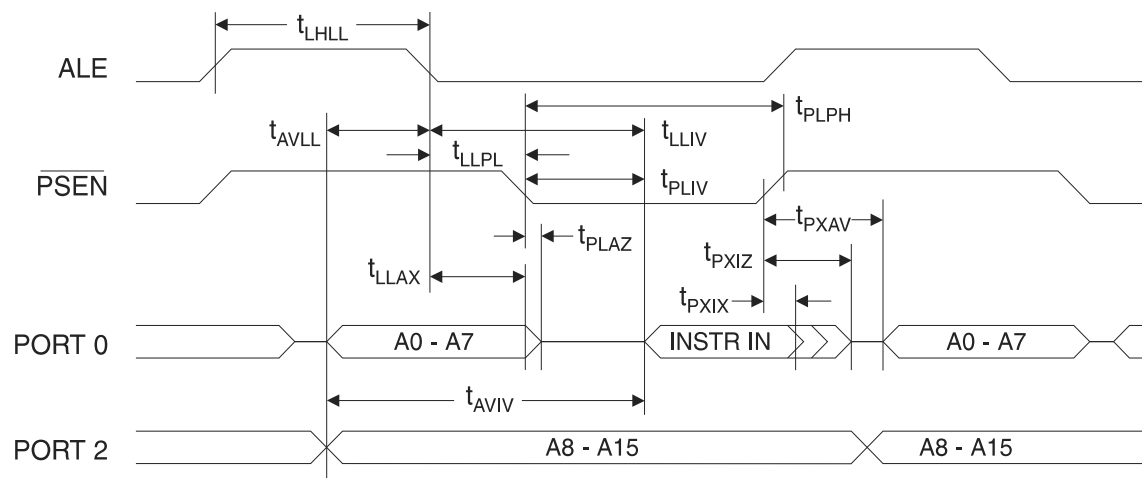 tLHLL
ALE
tPLPH
tAVLL
tLLIV
tLLPL
PSEN
tPLIV
tPXAV
tPLAZ
tPXIZ
tLLAX
tPXIX
PORT 0
A0 - A7
INSTR IN
A0 - A7
tAVIV
PORT 2
A8 - A15
A8 - A15